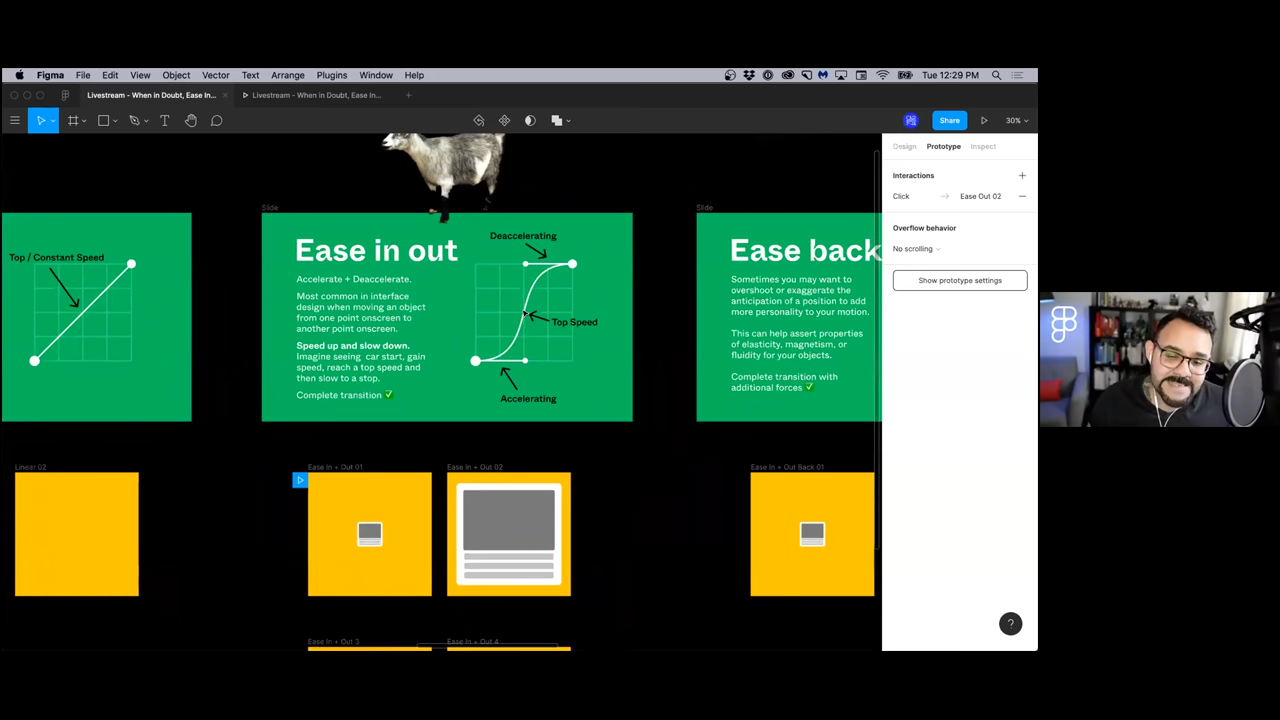 Figma File Edit View Object Vector Text Arrange Plugins Window Help Tue 12:29 PM
Livestream - When in Doubt, Ease In... Livestream - When in Doubt, Ease In...
Share 30%
Design Prototype Inspect
Interactions
Click Ease Out 02
Overflow behavior
No scrolling
Show prototype settings
Top / Constant Speed
Slide
Ease in out
Accelerate + Deaccelerate.
Most common in interface
design when moving an object
from one point onscreen to
another point onscreen.
Speed up and slow down.
Imagine seeing car start, gain
speed, reach a top speed and
then slow to a stop.
Complete transition ✅
Deaccelerating
Top Speed
Accelerating
Slide
Ease back
Sometimes you may want to
overshoot or exaggerate the
anticipation of a position to add
more personality to your motion.
This can help assert properties
of elasticity, magnetism, or
fluidity for your objects.
Complete transition with
additional forces ✅
Linear 02
Ease In + Out 01
Ease In + Out 02
Ease In + Out Back 01
Ease In + Out 3
Ease In + Out 4
?